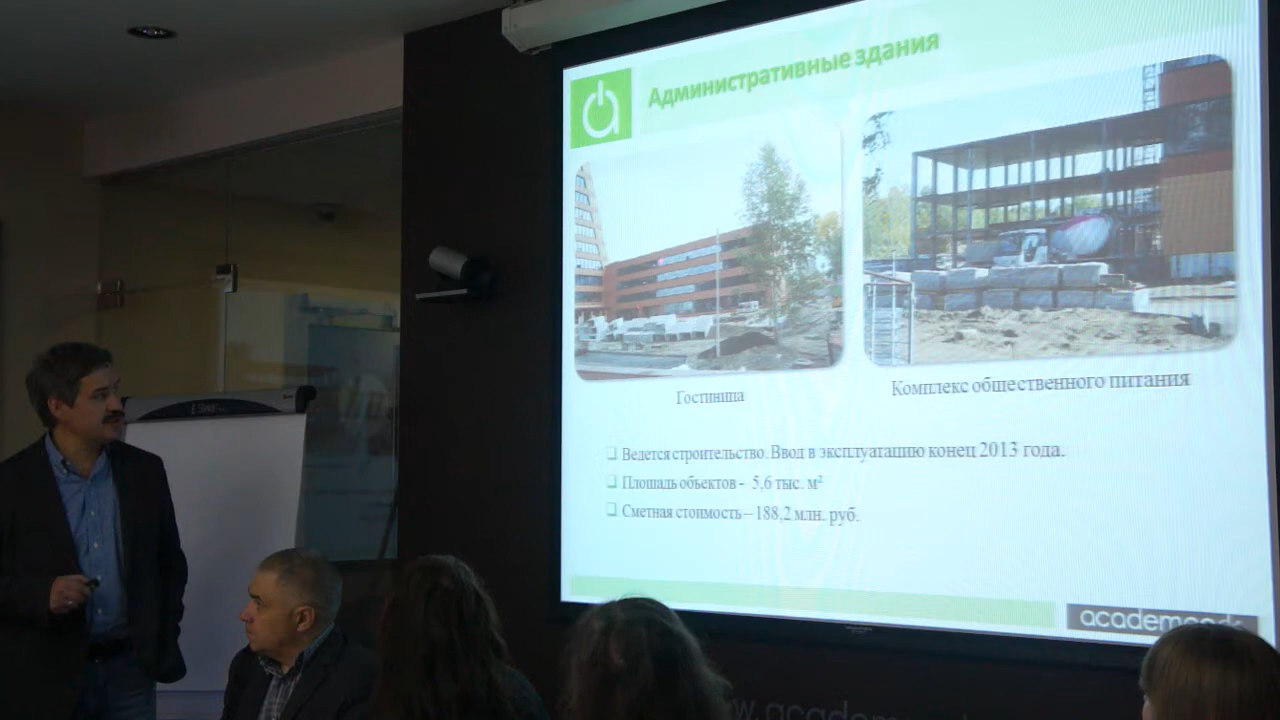 Административные здания
Гостиница
Комплекс общественного питания
Ведется строительство. Ввод в эксплуатацию конец 2013 года.
Площадь объектов - 5,6 тыс. м²
Сметная стоимость – 188,2 млн. руб.